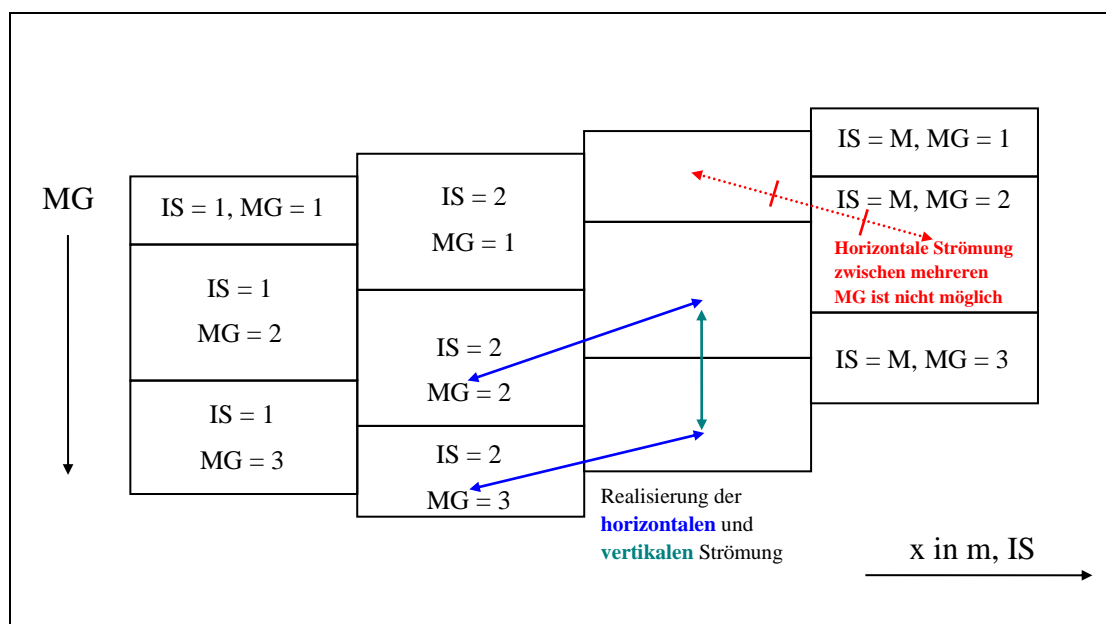 MG
IS = 1, MG = 1
IS = 1
MG = 2
IS = 1
MG = 3
IS = 2
MG = 1
IS = 2
MG = 2
IS = 2
MG = 3
IS = M, MG = 1
IS = M, MG = 2
Horizontale Strömung
zwischen mehreren
MG ist nicht möglich
IS = M, MG = 3
Realisierung der
horizontalen und
vertikalen Strömung
x in m, IS